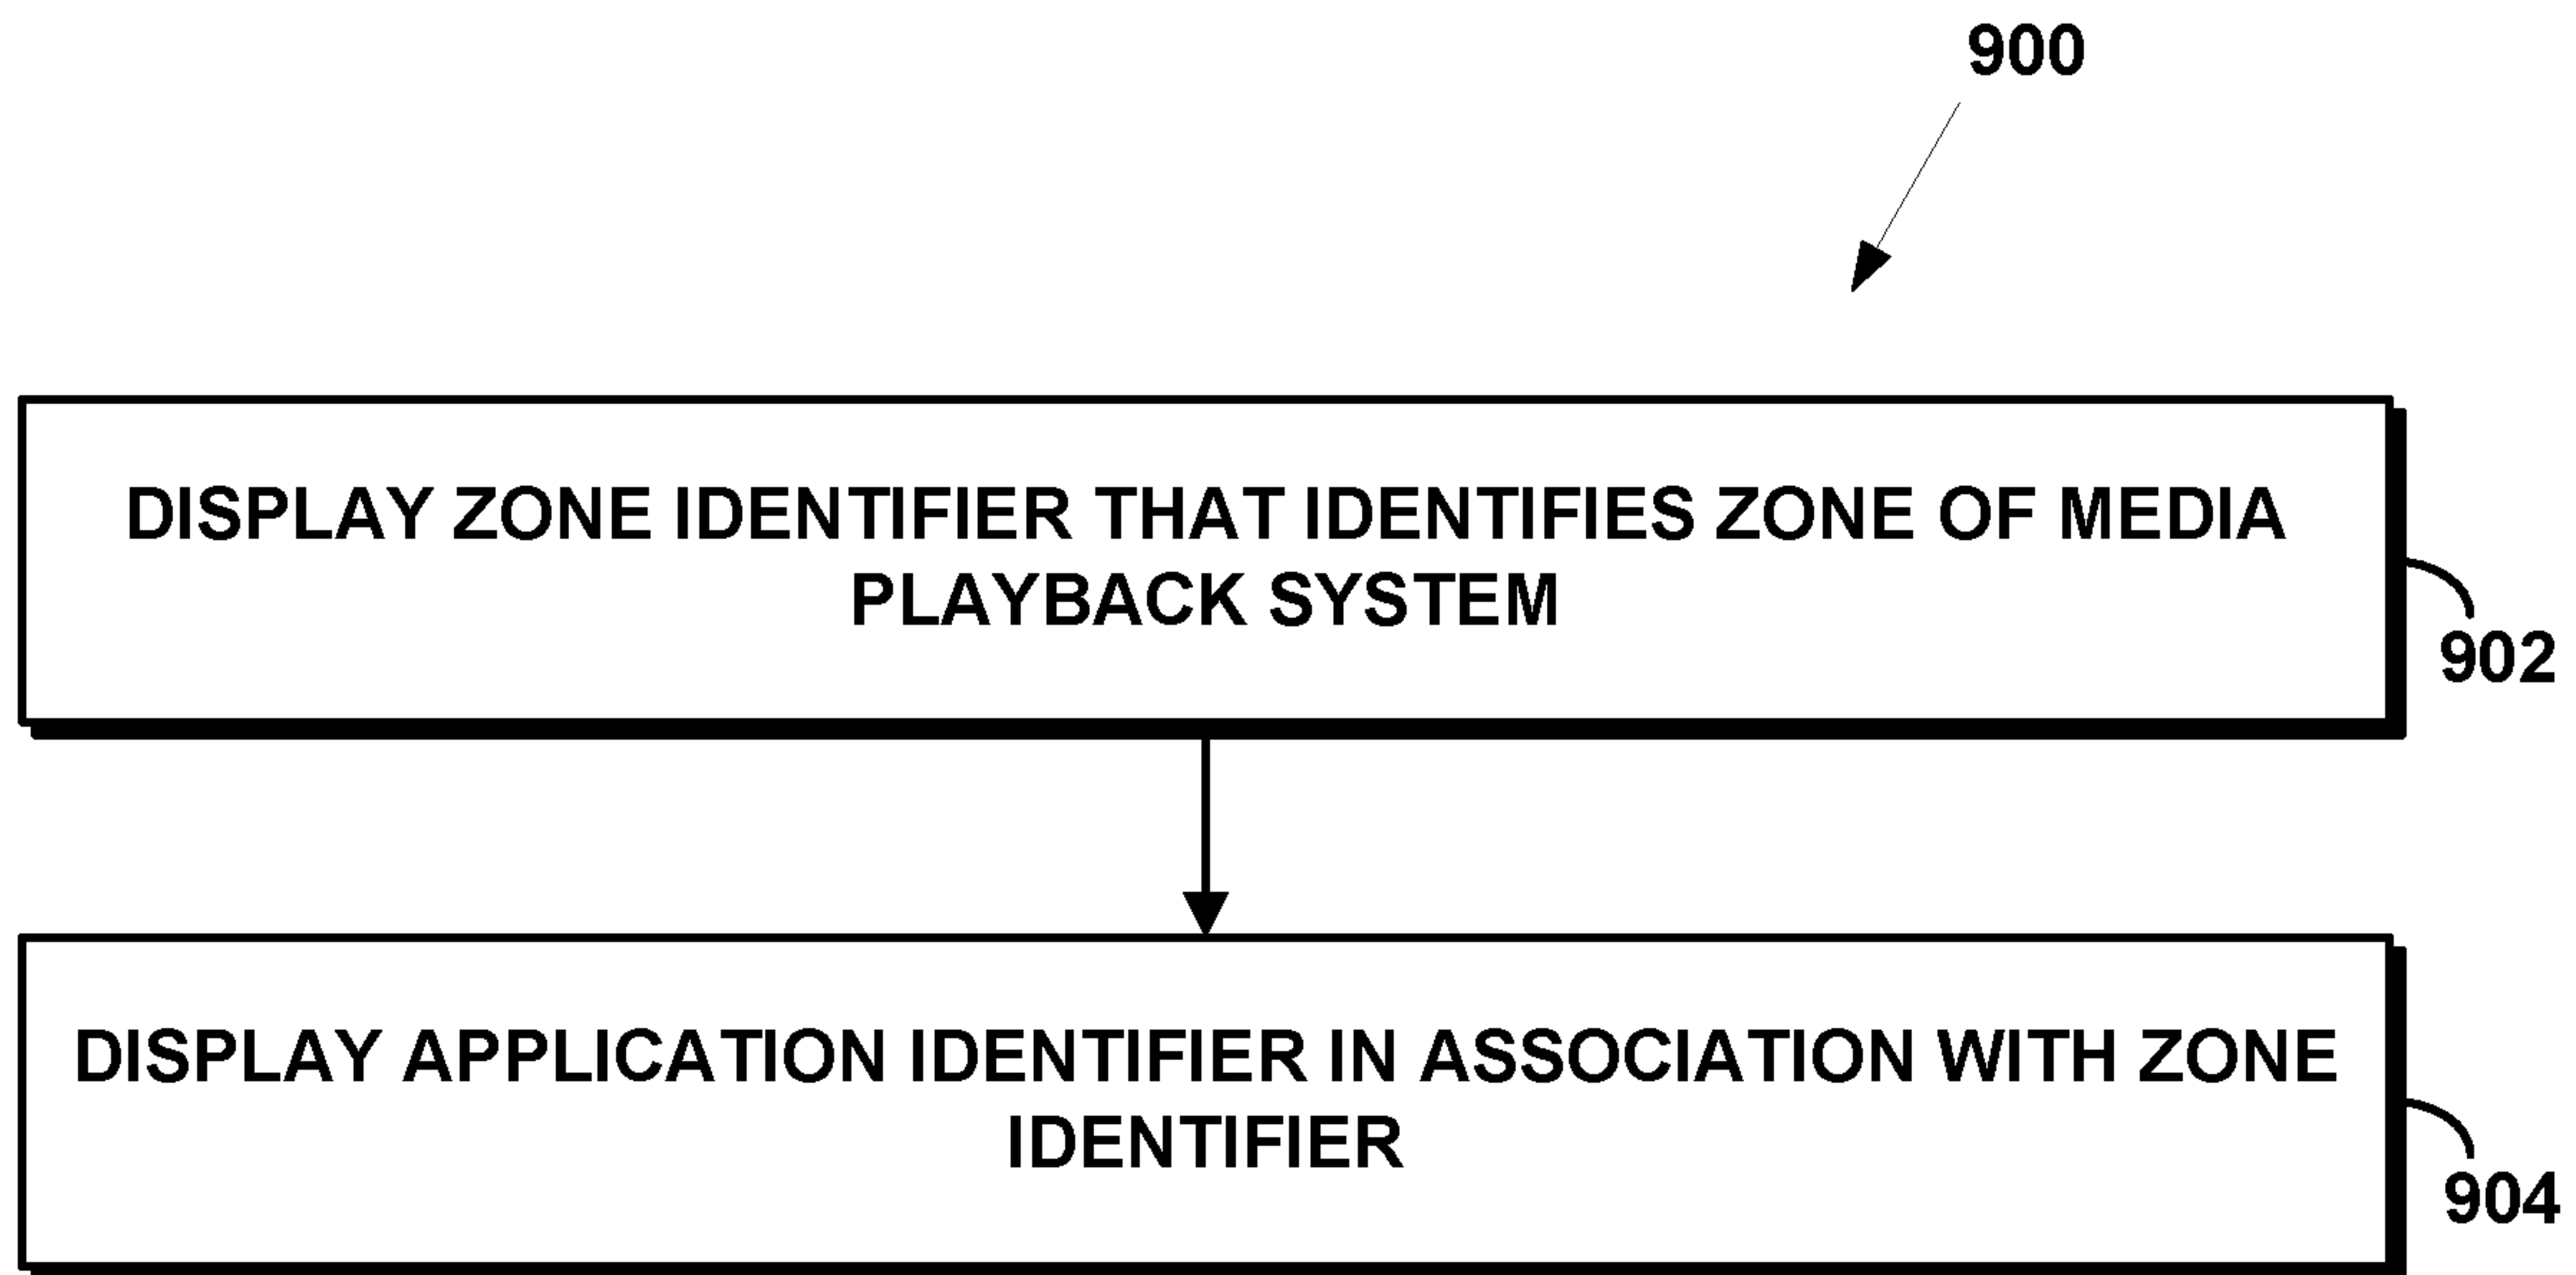 900
DISPLAY ZONE IDENTIFIER THAT IDENTIFIES ZONE OF MEDIA
PLAYBACK SYSTEM
902
DISPLAY APPLICATION IDENTIFIER IN ASSOCIATION WITH ZONE
IDENTIFIER
904